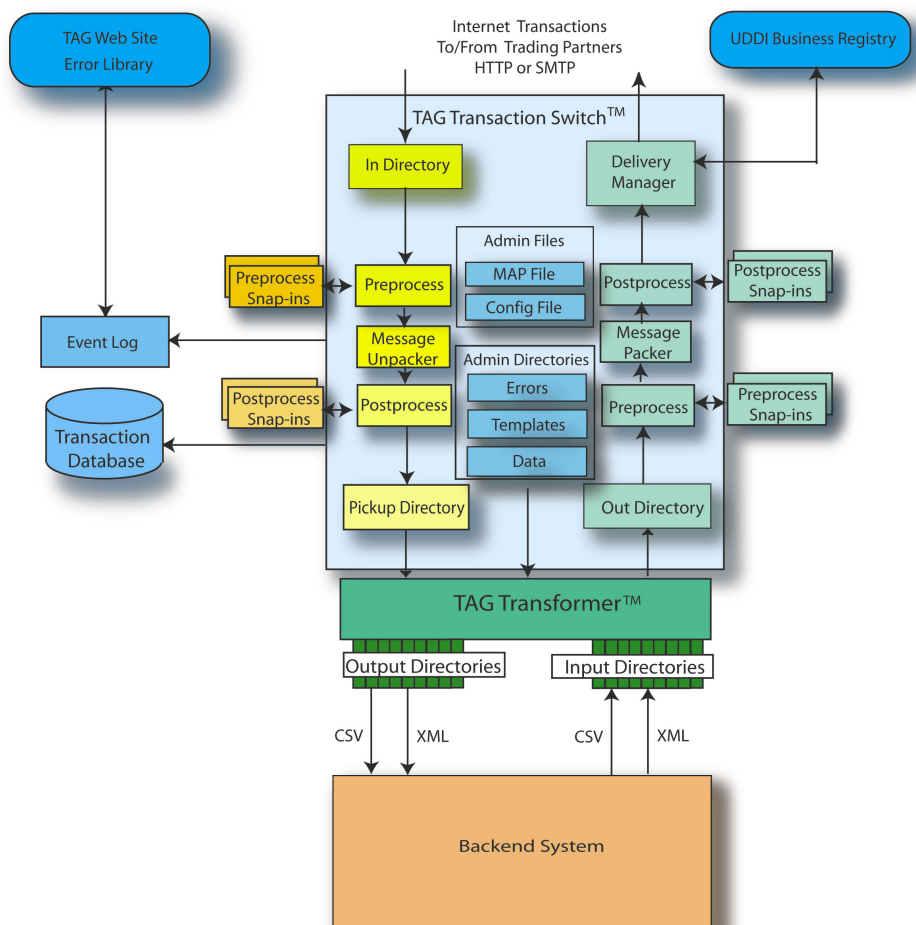 TAG Web Site
Error Library
Internet Transactions
To/From Trading Partners
HTTP or SMTP
UDDI Business Registry
TAG Transaction Switch™
In Directory
Delivery
Manager
Admin Files
MAP File
Config File
Preprocess
Snap-ins
Preprocess
Postprocess
Postprocess
Snap-ins
Event Log
Message
Unpacker
Message
Packer
Admin Directories
Errors
Templates
Data
Postprocess
Snap-ins
Postprocess
Preprocess
Preprocess
Snap-ins
Transaction
Database
Pickup Directory
Out Directory
TAG Transformer™
Output Directories
Input Directories
CSV
XML
CSV
XML
Backend System